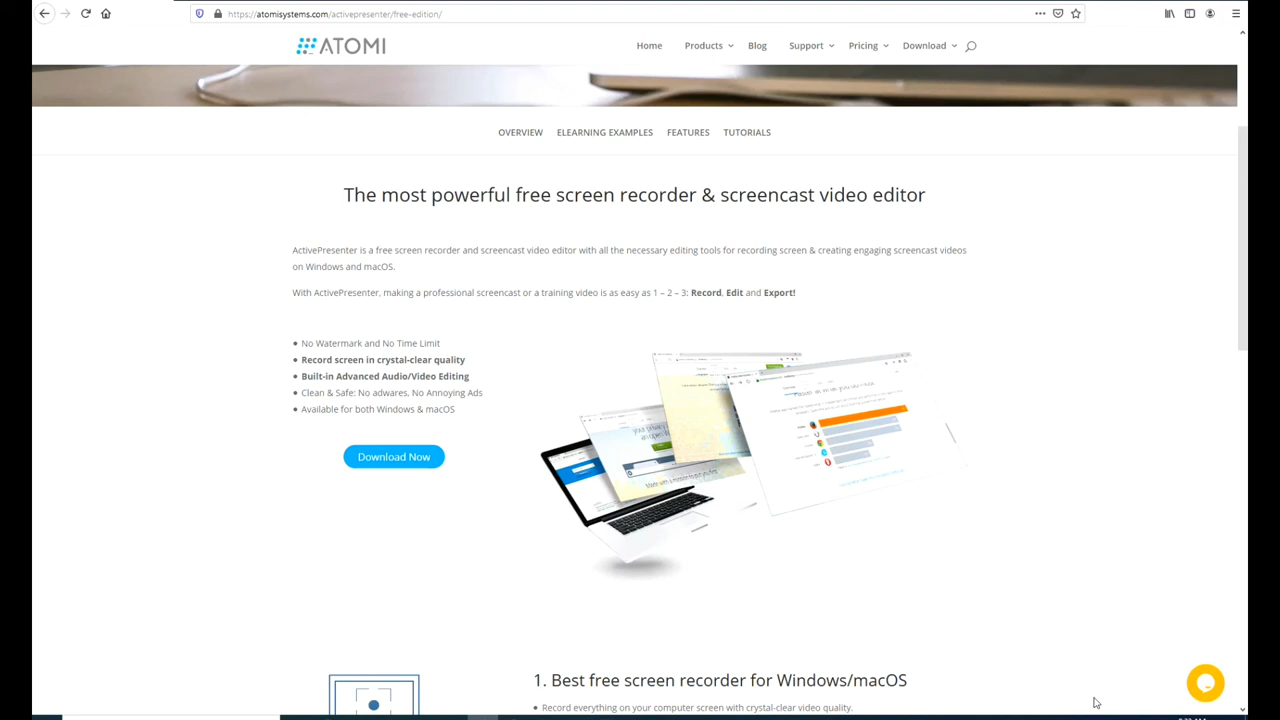 https://atomisystems.com/activepresenter/free-edition/
ATOMI
Home Products Blog Support Pricing Download
OVERVIEW ELEARNING EXAMPLES FEATURES TUTORIALS
The most powerful free screen recorder & screencast video editor
ActivePresenter is a free screen recorder and screencast video editor with all the necessary editing tools for recording screen & creating engaging screencast videos
on Windows and macOS.
With ActivePresenter, making a professional screencast or a training video is as easy as 1 – 2 – 3: Record, Edit and Export!
No Watermark and No Time Limit
Record screen in crystal-clear quality
Built-in Advanced Audio/Video Editing
Clean & Safe: No adwares, No Annoying Ads
Available for both Windows & macOS
Download Now
1. Best free screen recorder for Windows/macOS
Record everything on your computer screen with crystal-clear video quality.